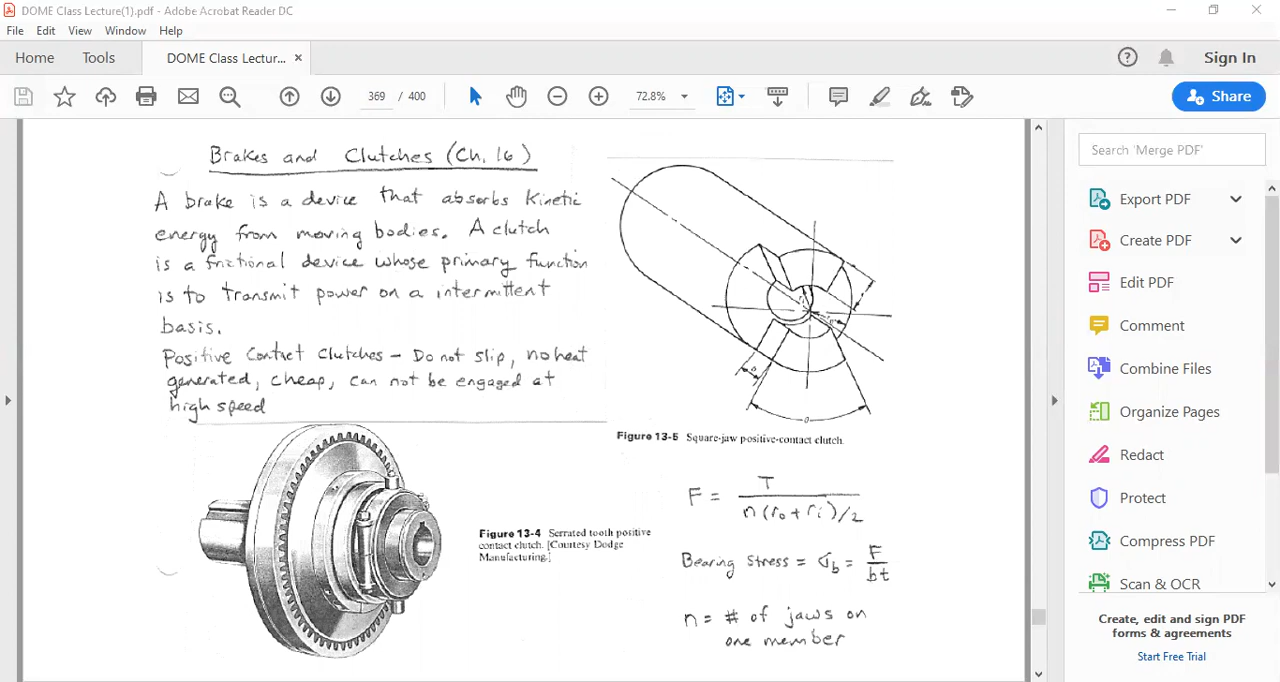 DOME Class Lecture(1).pdf - Adobe Acrobat Reader DC
File Edit View Window Help
Home Tools DOME Class Lectur... ×
Sign In
369 / 400
72.8%
Share
Brakes and Clutches (Ch. 16)
A brake is a device that absorbs kinetic
energy from moving bodies. A clutch
is a frictional device whose primary function
is to transmit power on a intermittent
basis.
Positive Contact Clutches – Do not slip, no heat
generated, cheap, can not be engaged at
high speed
Figure 13-5 Square-jaw positive-contact clutch.
Figure 13-4 Serrated tooth positive
contact clutch. [Courtesy Dodge
Manufacturing.]
F = T / n(ro + ri)/2
Bearing Stress = σb = F / bt
n = # of jaws on
one member
Search 'Merge PDF'
Export PDF
Create PDF
Edit PDF
Comment
Combine Files
Organize Pages
Redact
Protect
Compress PDF
Scan & OCR
Create, edit and sign PDF
forms & agreements
Start Free Trial